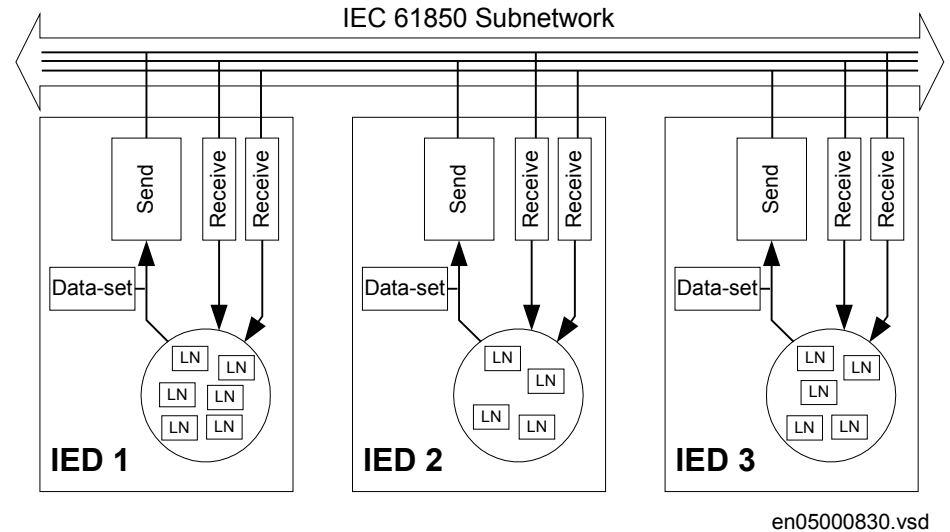 IEC 61850 Subnetwork
Send
Receive
Receive
Data-set
LN
LN
LN
LN
LN
LN
IED 1
Send
Receive
Receive
Data-set
LN
LN
LN
LN
IED 2
Send
Receive
Receive
Data-set
LN
LN
LN
LN
LN
IED 3
en05000830.vsd